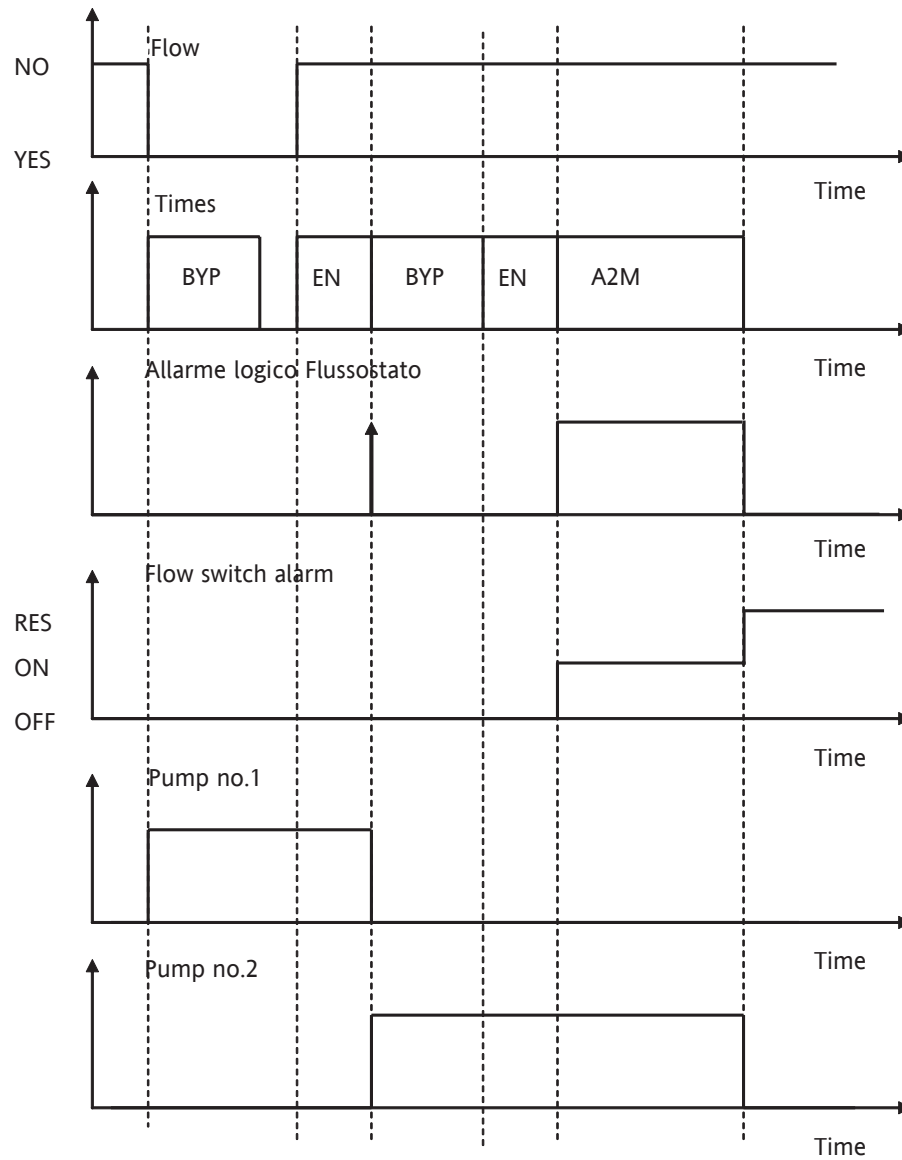 Flow
NO
YES
Time
Times
BYP EN BYP EN A2M
Time
Allarme logico Flussostato
Time
Flow switch alarm
RES
ON
OFF
Time
Pump no.1
Time
Pump no.2
Time